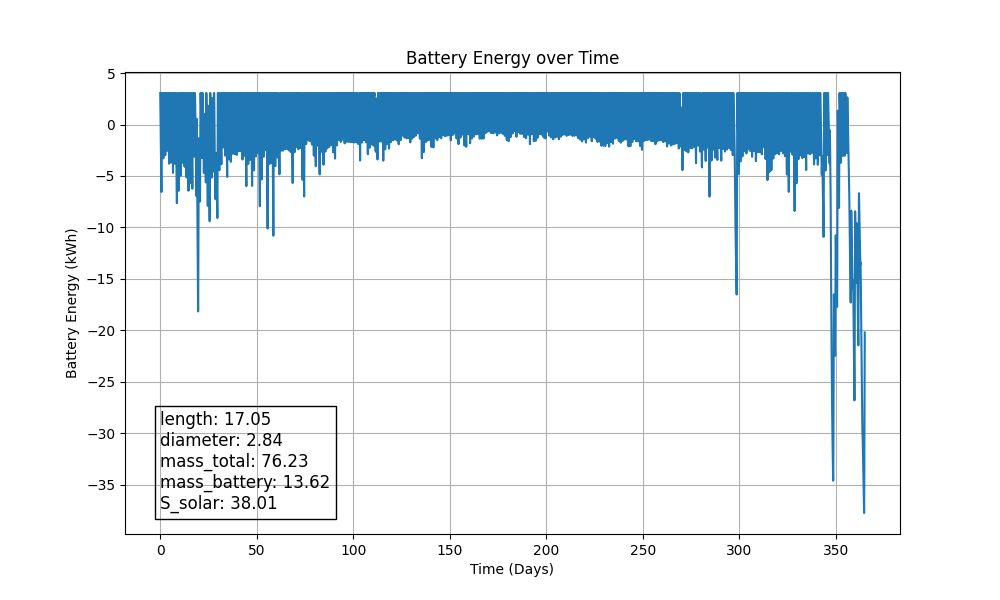 Battery Energy over Time
Battery Energy (kWh)
5
0
−5
−10
−15
−20
−25
−30
−35
length: 17.05
diameter: 2.84
mass_total: 76.23
mass_battery: 13.62
S_solar: 38.01
0 50 100 150 200 250 300 350
Time (Days)